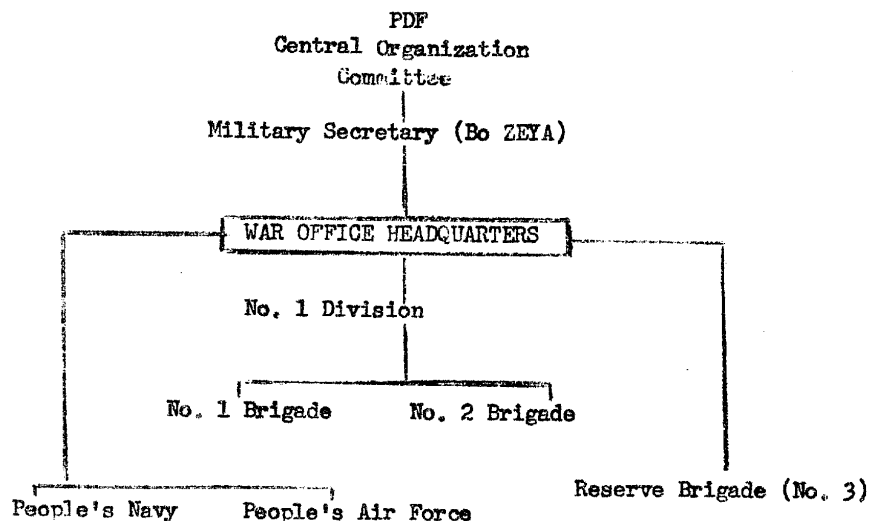 PDF
Central Organization
Committee
Military Secretary (Bo ZEYA)
WAR OFFICE HEADQUARTERS
No. 1 Division
No. 1 Brigade No. 2 Brigade
Reserve Brigade (No. 3)
People's Navy People's Air Force